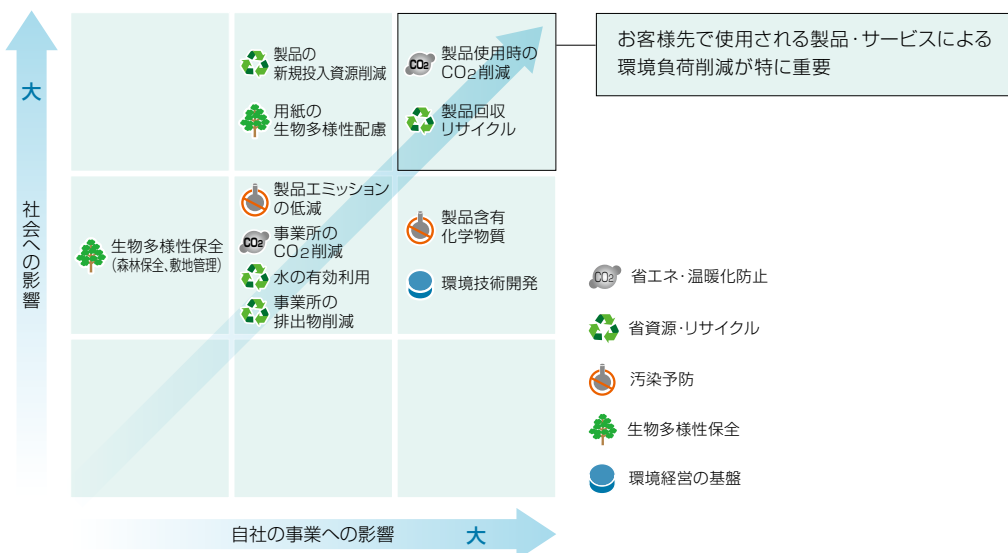 大
社会への影響
製品の
新規投入資源削減
用紙の
生物多様性配慮
CO2
製品使用時の
CO2削減
製品回収
リサイクル
お客様先で使用される製品・サービスによる
環境負荷削減が特に重要
生物多様性保全
(森林保全、敷地管理)
製品エミッション
の低減
CO2
事業所の
CO2削減
水の有効利用
事業所の
排出物削減
製品含有
化学物質
環境技術開発
CO2
省エネ・温暖化防止
省資源・リサイクル
汚染予防
生物多様性保全
環境経営の基盤
自社の事業への影響 大